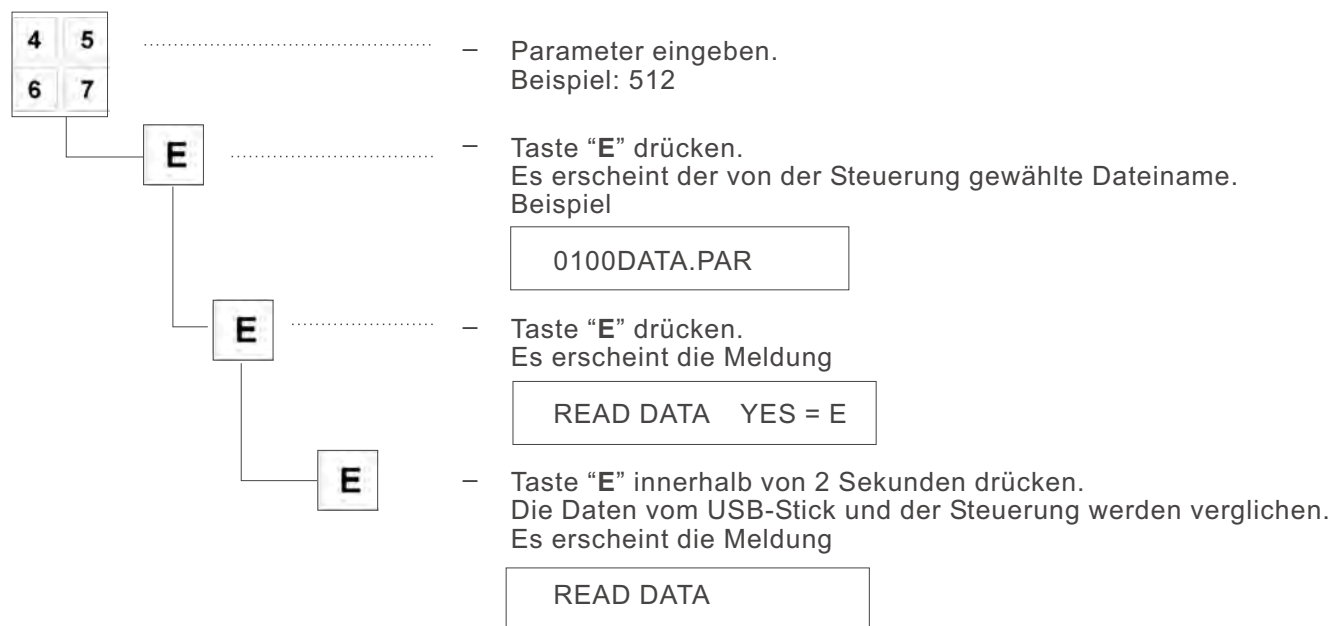 4 5
6 7
– Parameter eingeben.
Beispiel: 512
E
– Taste “E” drücken.
Es erscheint der von der Steuerung gewählte Dateiname.
Beispiel
0100DATA.PAR
E
– Taste “E” drücken.
Es erscheint die Meldung
READ DATA YES = E
E
– Taste “E” innerhalb von 2 Sekunden drücken.
Die Daten vom USB-Stick und der Steuerung werden verglichen.
Es erscheint die Meldung
READ DATA